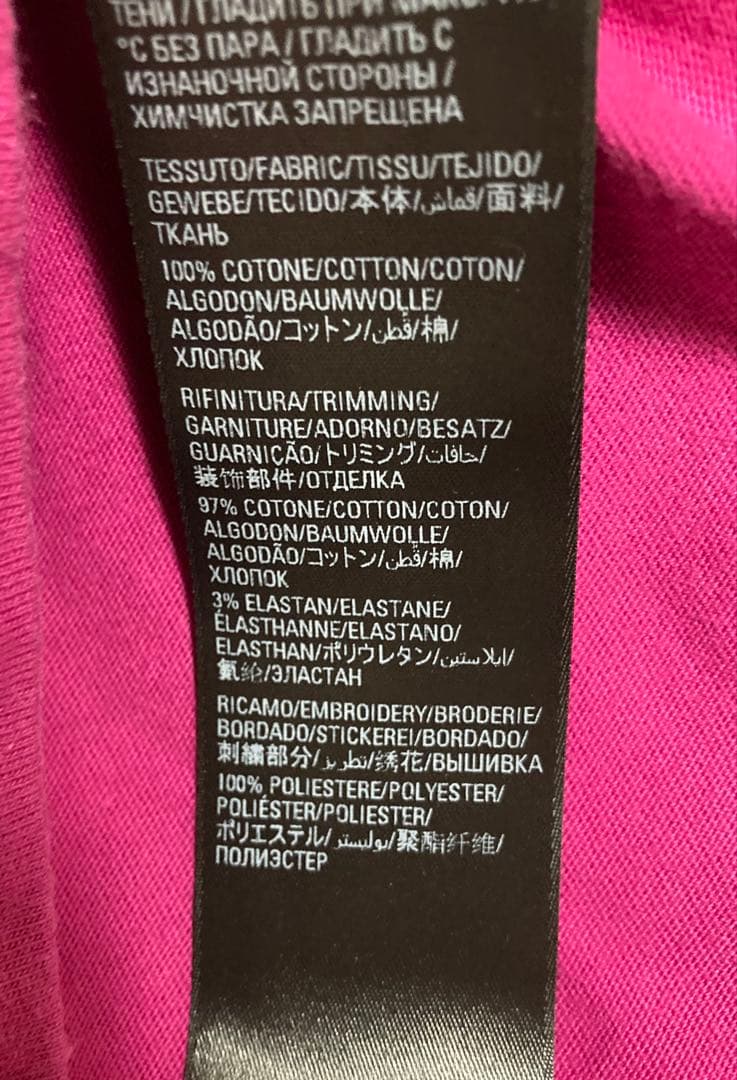 ТЕНИ / ГЛАДИТЬ ПРИ
°C БЕЗ ПАРА / ГЛАДИТЬ С
ИЗНАНОЧНОЙ СТОРОНЫ /
ХИМЧИСТКА ЗАПРЕЩЕНА
TESSUTO/FABRIC/TISSU/TEJIDO/
GEWEBE/TECIDO/本体/قماش/面料/
ТКАНЬ
100% COTONE/COTTON/COTON/
ALGODON/BAUMWOLLE/
ALGODÃO/コットン/قطن/棉/
ХЛОПОК
RIFINITURA/TRIMMING/
GARNITURE/ADORNO/BESATZ/
GUARNIÇÃO/トリミング/حافات/
装饰部件/ОТДЕЛКА
97% COTONE/COTTON/COTON/
ALGODON/BAUMWOLLE/
ALGODÃO/コットン/قطن/棉/
ХЛОПОК
3% ELASTAN/ELASTANE/
ÉLASTHANNE/ELASTANO/
ELASTHAN/ポリウレタン/ايلاستين/
氨纶/ЭЛАСТАН
RICAMO/EMBROIDERY/BRODERIE/
BORDADO/STICKEREI/BORDADO/
刺繍部分/تطريز/绣花/ВЫШИВКА
100% POLIESTERE/POLYESTER/
POLIÉSTER/POLIESTER/
ポリエステル/بوليستر/聚酯纤维/
ПОЛИЭСТЕР